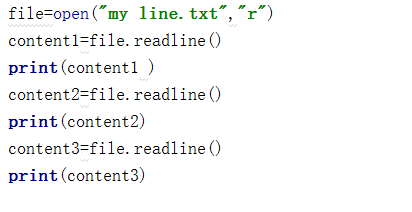 file=open("my line.txt","r")
content1=file.readline()
print(content1 )
content2=file.readline()
print(content2)
content3=file.readline()
print(content3)